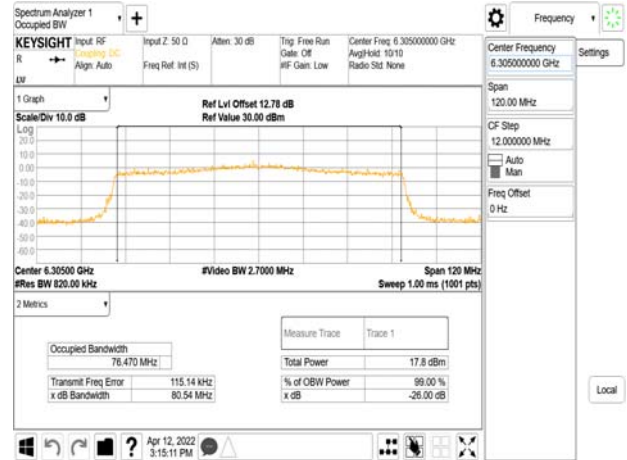 Spectrum Analyzer 1
Occupied BW
Frequency
KEYSIGHT
Input: RF
Coupling: DC
Align: Auto
Input Z: 50 Ω
Freq Ref: Int (S)
Atten: 30 dB
Trig: Free Run
Gate: Off
#IF Gain: Low
Center Freq: 6.305000000 GHz
Avg|Hold: 10/10
Radio Std: None
R
LU
Center Frequency
6.305000000 GHz
Settings
Span
120.00 MHz
CF Step
12.000000 MHz
Auto
Man
Freq Offset
0 Hz
Local
1 Graph
Scale/Div 10.0 dB
Ref Lvl Offset 12.78 dB
Ref Value 30.00 dBm
Log
20.0
10.0
0.00
-10.0
-20.0
-30.0
-40.0
-50.0
-60.0
Center 6.30500 GHz
#Res BW 820.00 kHz
#Video BW 2.7000 MHz
Span 120 MHz
Sweep 1.00 ms (1001 pts)
2 Metrics
Measure Trace
Trace 1
Occupied Bandwidth
76.470 MHz
Total Power
17.8 dBm
Transmit Freq Error
115.14 kHz
% of OBW Power
99.00 %
x dB Bandwidth
80.54 MHz
x dB
-26.00 dB
?
Apr 12, 2022
3:15:11 PM